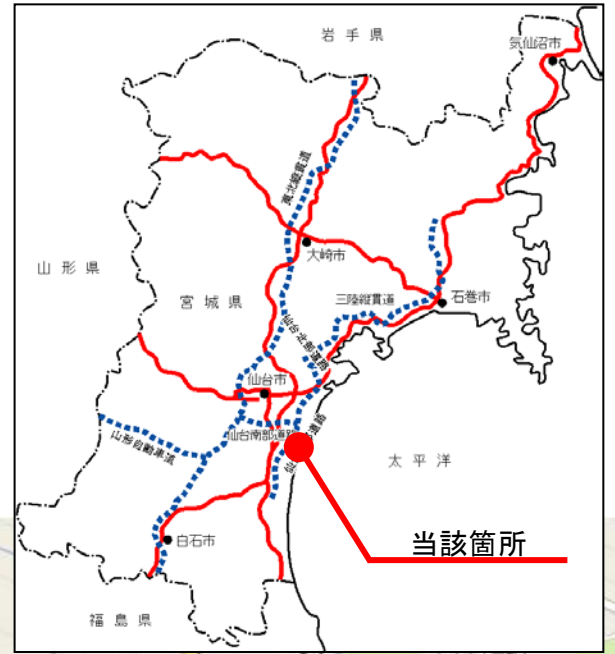 岩手県
気仙沼市
東北縦貫道
大崎市
山形県
宮城県
三陸縦貫道
石巻市
仙台北部道路
仙台市
山形自動車道
仙台南部道路
道路
太平洋
当該箇所
白石市
福島県